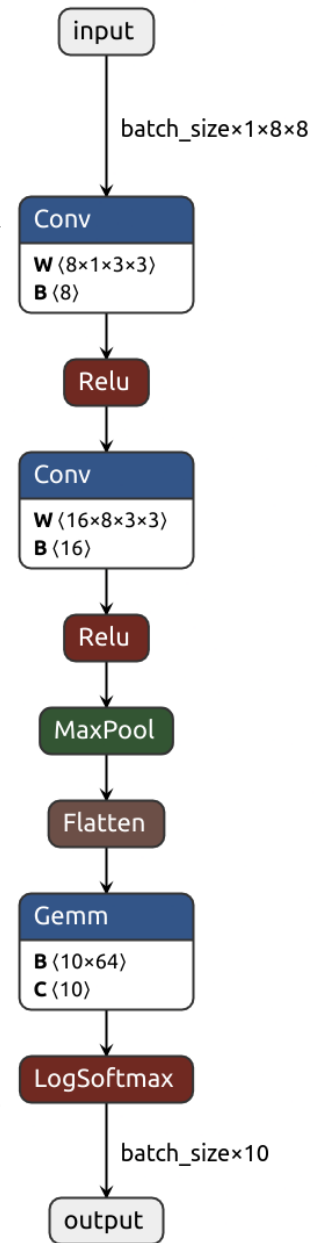 input
batch_size×1×8×8
Conv
W ⟨8×1×3×3⟩
B ⟨8⟩
Relu
Conv
W ⟨16×8×3×3⟩
B ⟨16⟩
Relu
MaxPool
Flatten
Gemm
B ⟨10×64⟩
C ⟨10⟩
LogSoftmax
batch_size×10
output